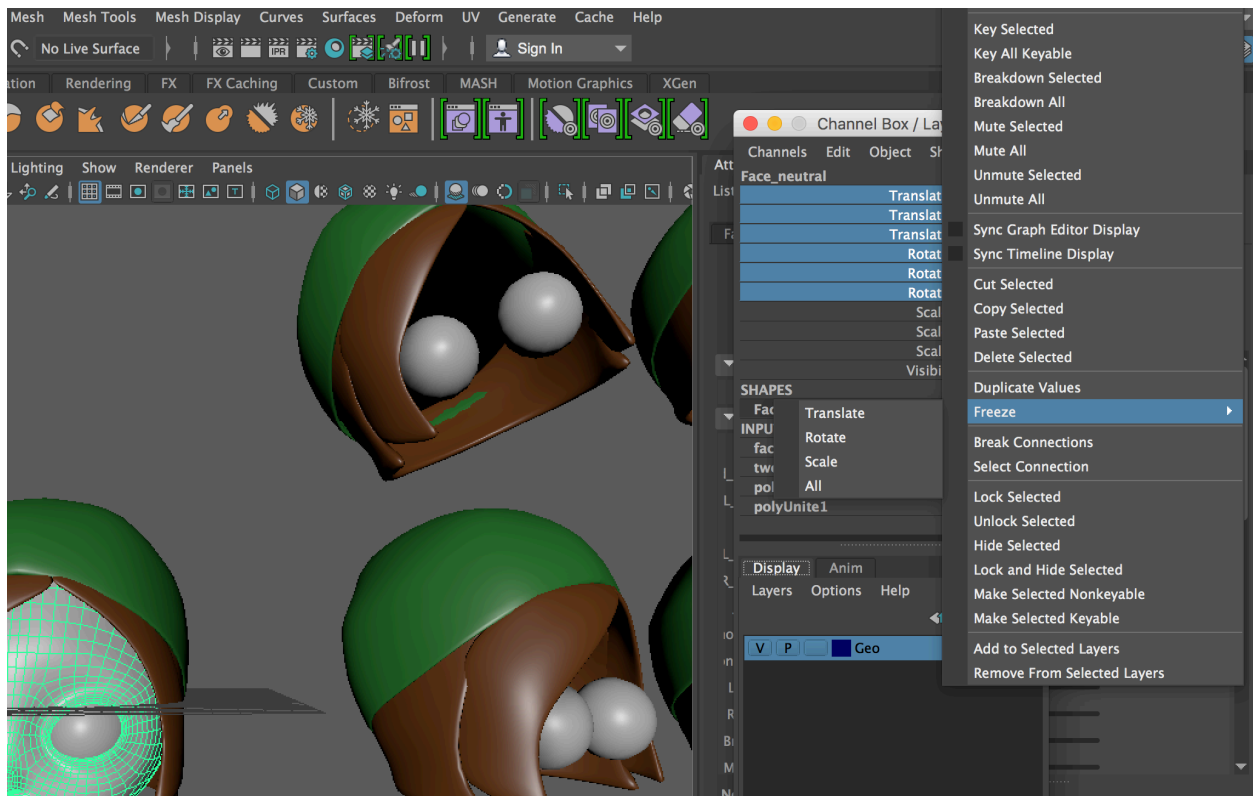 Mesh Mesh Tools Mesh Display Curves Surfaces Deform UV Generate Cache Help
No Live Surface
IPR
Sign In
Rendering FX FX Caching Custom Bifrost MASH Motion Graphics XGen
Lighting Show Renderer Panels
Channel Box / Lay
Channels Edit Object Sh
Face_neutral
Translat
Translat
Translat
Rotat
Rotat
Rotat
Scal
Scal
Scal
Visibi
SHAPES
Fac
INPU
fac
twe
pol
polyUnite1
Translate
Rotate
Scale
All
Display Anim
Layers Options Help
V P Geo
Key Selected
Key All Keyable
Breakdown Selected
Breakdown All
Mute Selected
Mute All
Unmute Selected
Unmute All
Sync Graph Editor Display
Sync Timeline Display
Cut Selected
Copy Selected
Paste Selected
Delete Selected
Duplicate Values
Freeze
Break Connections
Select Connection
Lock Selected
Unlock Selected
Hide Selected
Lock and Hide Selected
Make Selected Nonkeyable
Make Selected Keyable
Add to Selected Layers
Remove From Selected Layers